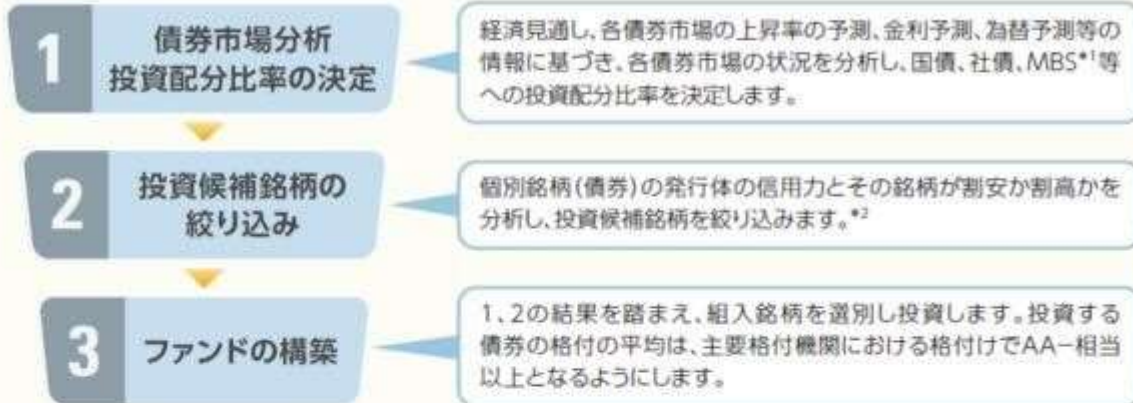 1
債券市場分析
投資配分比率の決定
経済見通し、各債券市場の上昇率の予測、金利予測、為替予測等の
情報に基づき、各債券市場の状況を分析し、国債、社債、MBS*1等
への投資配分比率を決定します。
2
投資候補銘柄の
絞り込み
個別銘柄(債券)の発行体の信用力とその銘柄が割安か割高かを
分析し、投資候補銘柄を絞り込みます。*2
3
ファンドの構築
1、2の結果を踏まえ、組入銘柄を選別し投資します。投資する
債券の格付の平均は、主要格付機関における格付けでAA−相当
以上となるようにします。